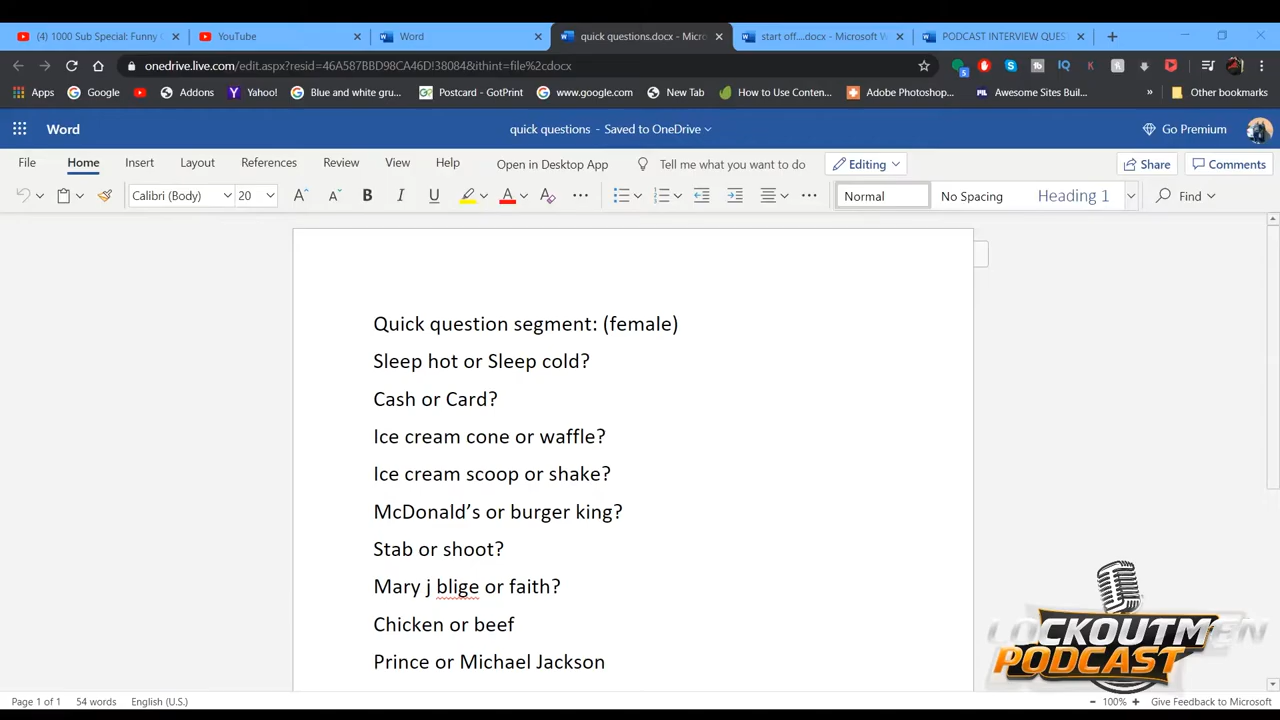 (4) 1000 Sub Special: Funny
YouTube
Word
quick questions.docx - Micro
start off....docx - Microsoft W
PODCAST INTERVIEW QUES
onedrive.live.com/edit.aspx?resid=46A587BBD98CA46D!38084&ithint=file%2cdocx
Apps Google Addons Yahoo! Blue and white gru... Postcard - GotPrint www.google.com New Tab How to Use Conten... Adobe Photoshop,... Awesome Sites Buil... » Other bookmarks
Word quick questions - Saved to OneDrive Go Premium
File Home Insert Layout References Review View Help Open in Desktop App Tell me what you want to do Editing Share Comments
Calibri (Body) 20 Normal No Spacing Heading 1 Find
Quick question segment: (female)
Sleep hot or Sleep cold?
Cash or Card?
Ice cream cone or waffle?
Ice cream scoop or shake?
McDonald’s or burger king?
Stab or shoot?
Mary j blige or faith?
Chicken or beef
Prince or Michael Jackson
LOCKOUTMEN
PODCAST
Page 1 of 1 54 words English (U.S.) 100% Give Feedback to Microsoft